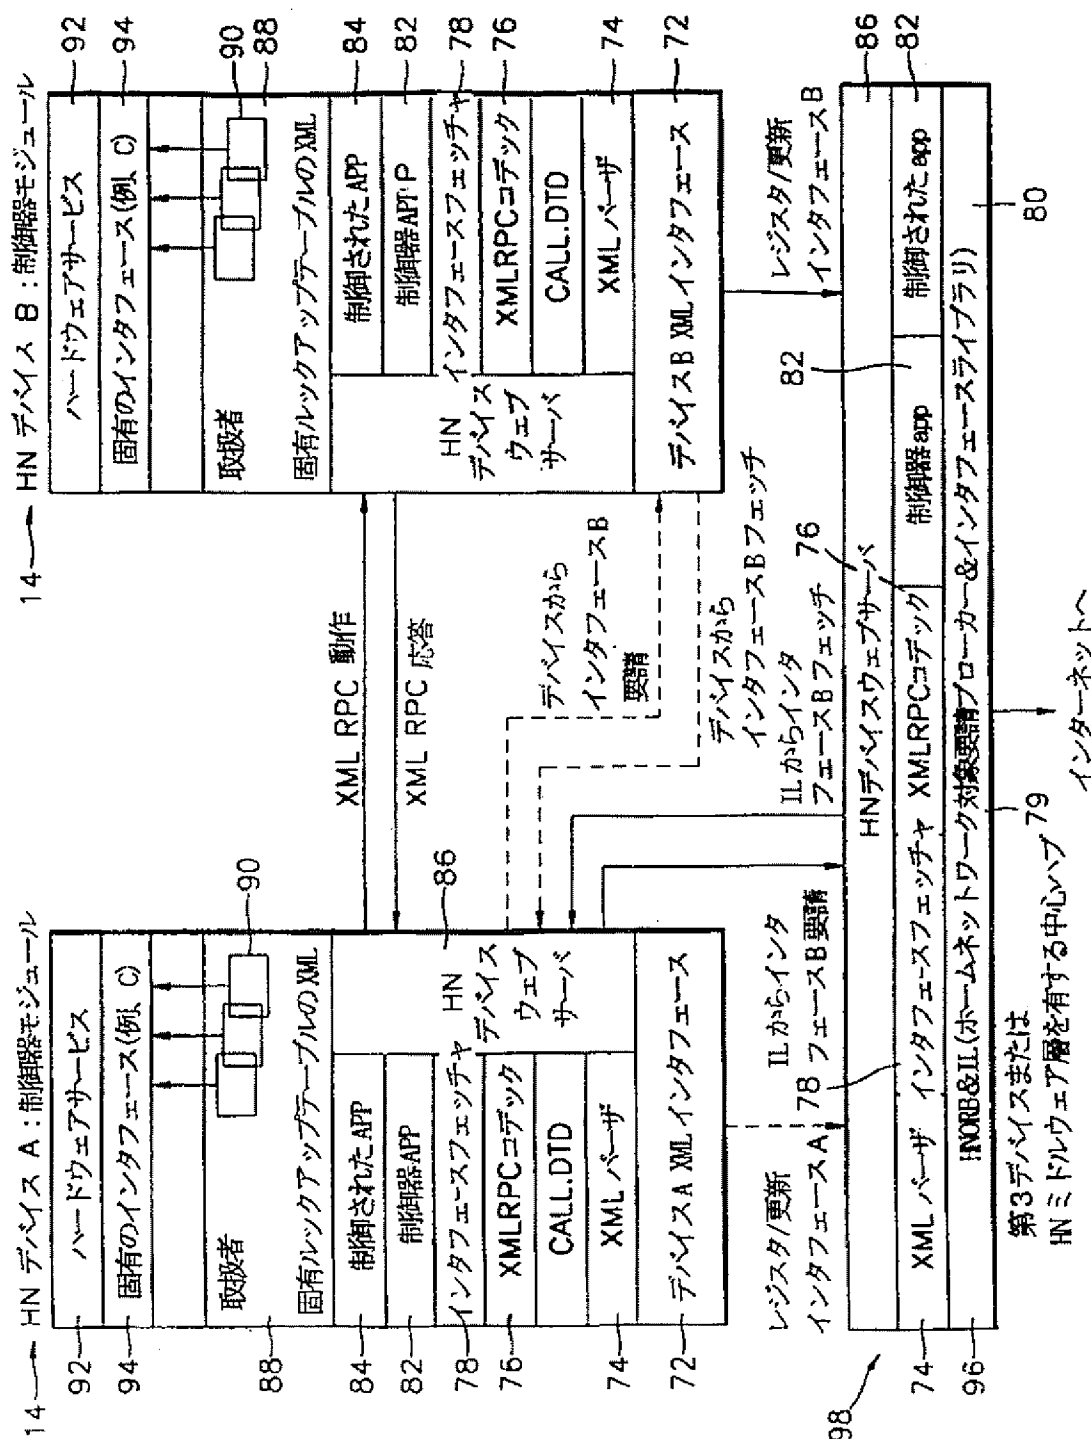 14 HN デバイス A : 制御器モジュール
92 ハードウェアサービス
94 固有のインタフェース(例、C)
取扱者
90
88 固有ルックアップテーブルのXML
84 制御されたAPP
82 制御器APP
78 インタフェースフェッチャ
76 XMLRPCコデック
CALL.DTD
74 XML パーザ
72 デバイスA XML インタフェース
86
HN
デバイス
ウェブ
サーバ
XML RPC 動作
XML RPC 応答
デバイスから
インタフェースB
要請
デバイスから
インタフェースBフェッチ
ILからインタ
フェースBフェッチ
14 HN デバイス B : 制御器モジュール
ハードウェアサービス 92
固有のインタフェース(例、C) 94
取扱者
90
固有ルックアップテーブルのXML 88
制御されたAPP 84
制御器APP 82
インタフェースフェッチャ 78
XMLRPCコデック 76
CALL.DTD
XML パーザ 74
デバイスB XML インタフェース 72
HN
デバイス
ウェブ
サーバ
レジスタ/更新
インタフェースA
ILからインタ
フェースB要請
レジスタ/更新
インタフェースB
98
HNデバイスウェブサーバ 86
74 XML パーザ 78 インタフェースフェッチャ XMLRPCコデック 76 制御器app 82 制御されたapp 82
96 HNORB&IL(ホームネットワーク対象要請ブローカー&インタフェースライブラリ) 80
79
第3デバイスまたは
HNミドルウェア層を有する中心ハブ
インターネットへ